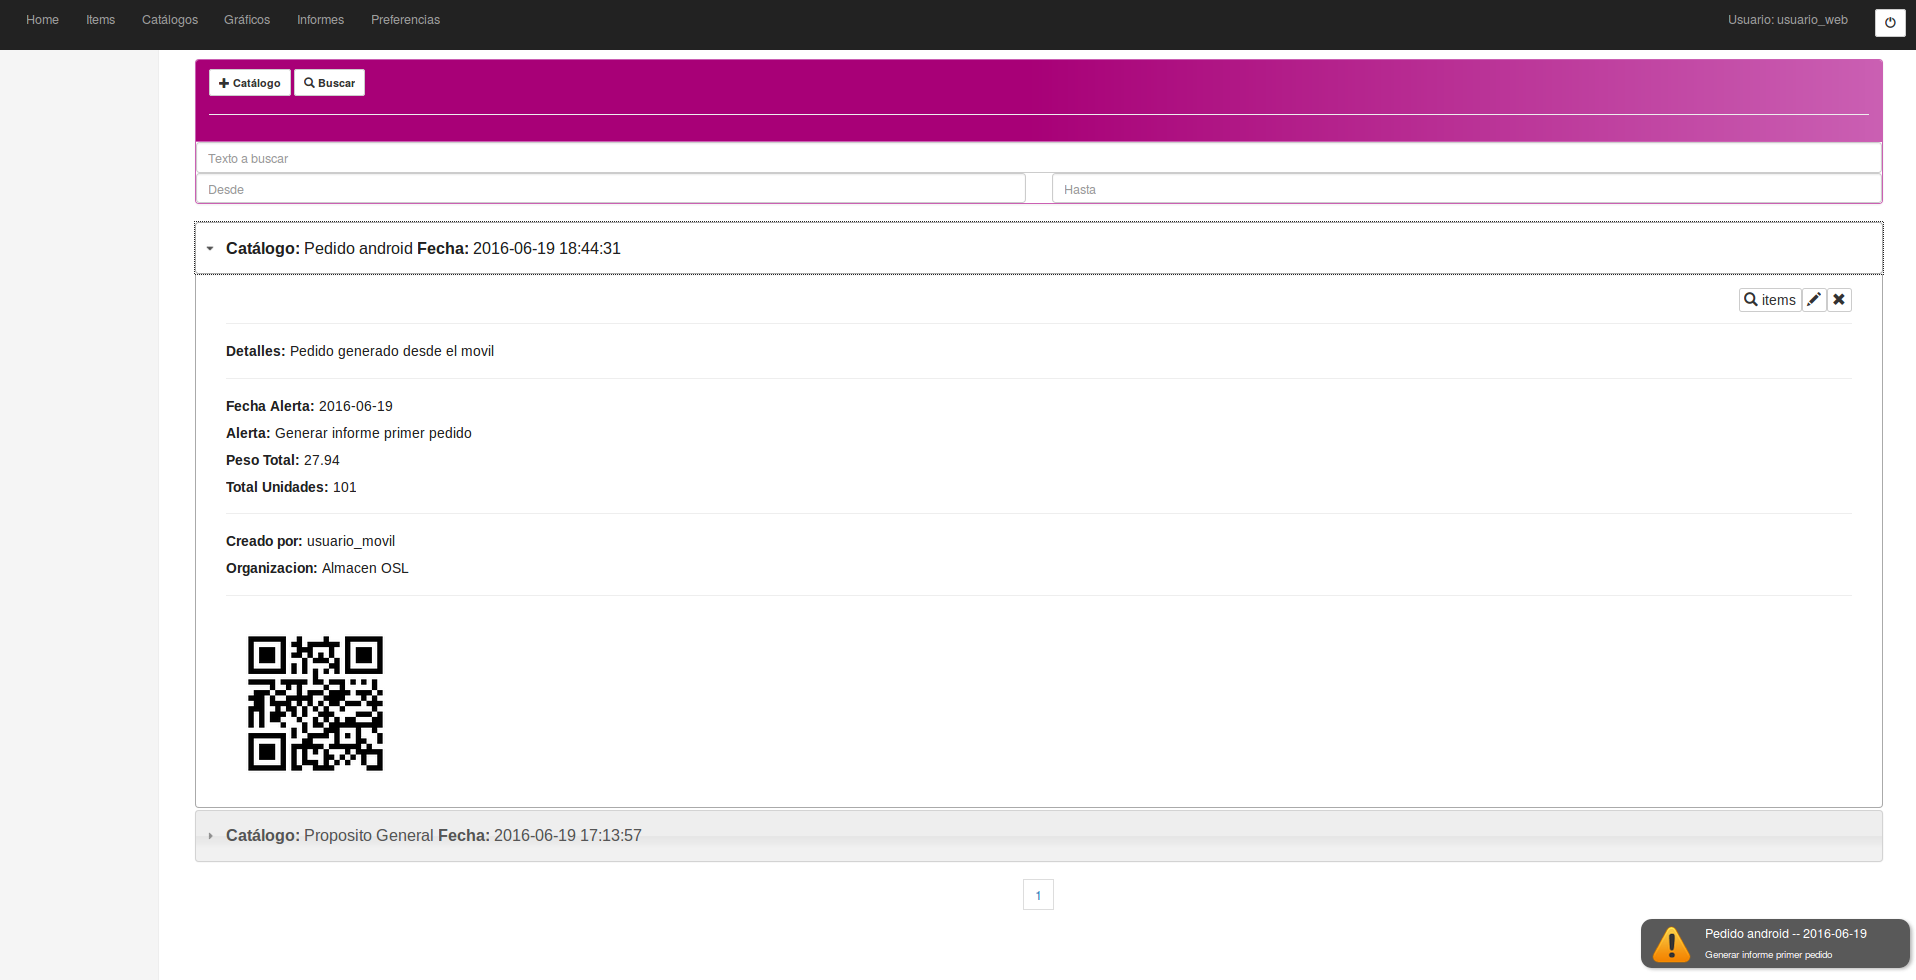 Home Items Catálogos Gráficos Informes Preferencias Usuario: usuario_web
Catálogo Buscar
Texto a buscar
Desde Hasta
Catálogo: Pedido android Fecha: 2016-06-19 18:44:31
items
Detalles: Pedido generado desde el movil
Fecha Alerta: 2016-06-19
Alerta: Generar informe primer pedido
Peso Total: 27.94
Total Unidades: 101
Creado por: usuario_movil
Organizacion: Almacen OSL
Catálogo: Proposito General Fecha: 2016-06-19 17:13:57
1
Pedido android -- 2016-06-19
Generar informe primer pedido